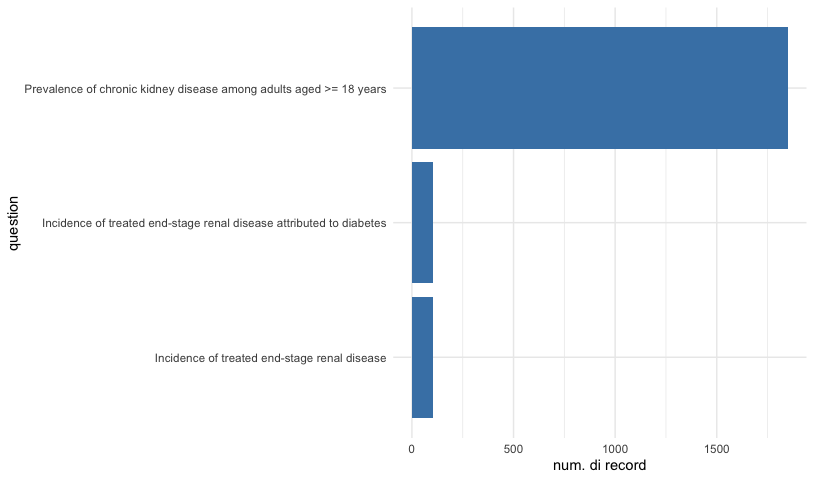 Prevalence of chronic kidney disease among adults aged >= 18 years
Incidence of treated end-stage renal disease attributed to diabetes
Incidence of treated end-stage renal disease
question
0 500 1000 1500
num. di record